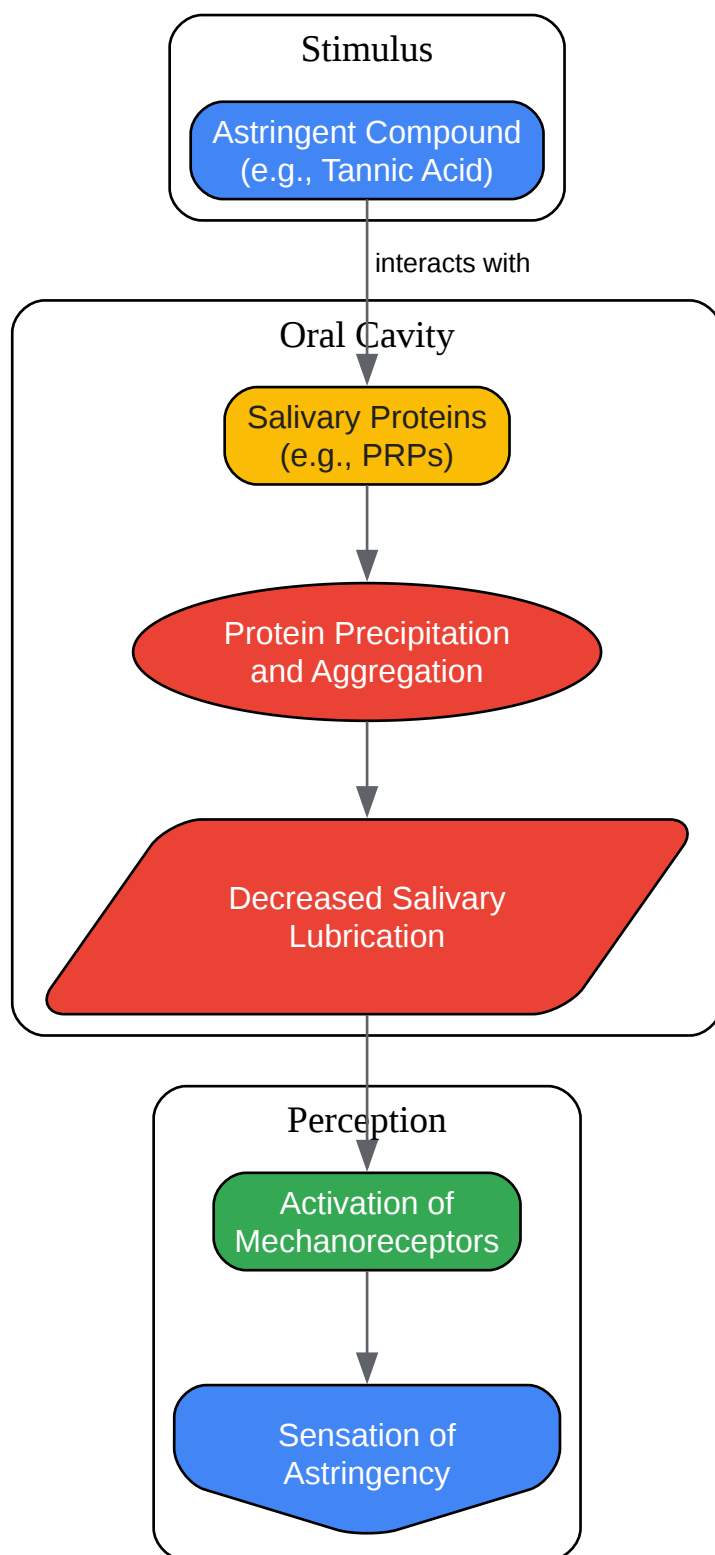 Stimulus
Astringent Compound
(e.g., Tannic Acid)
interacts with
Oral Cavity
Salivary Proteins
(e.g., PRPs)
Protein Precipitation
and Aggregation
Decreased Salivary
Lubrication
Perception
Activation of
Mechanoreceptors
Sensation of
Astringency